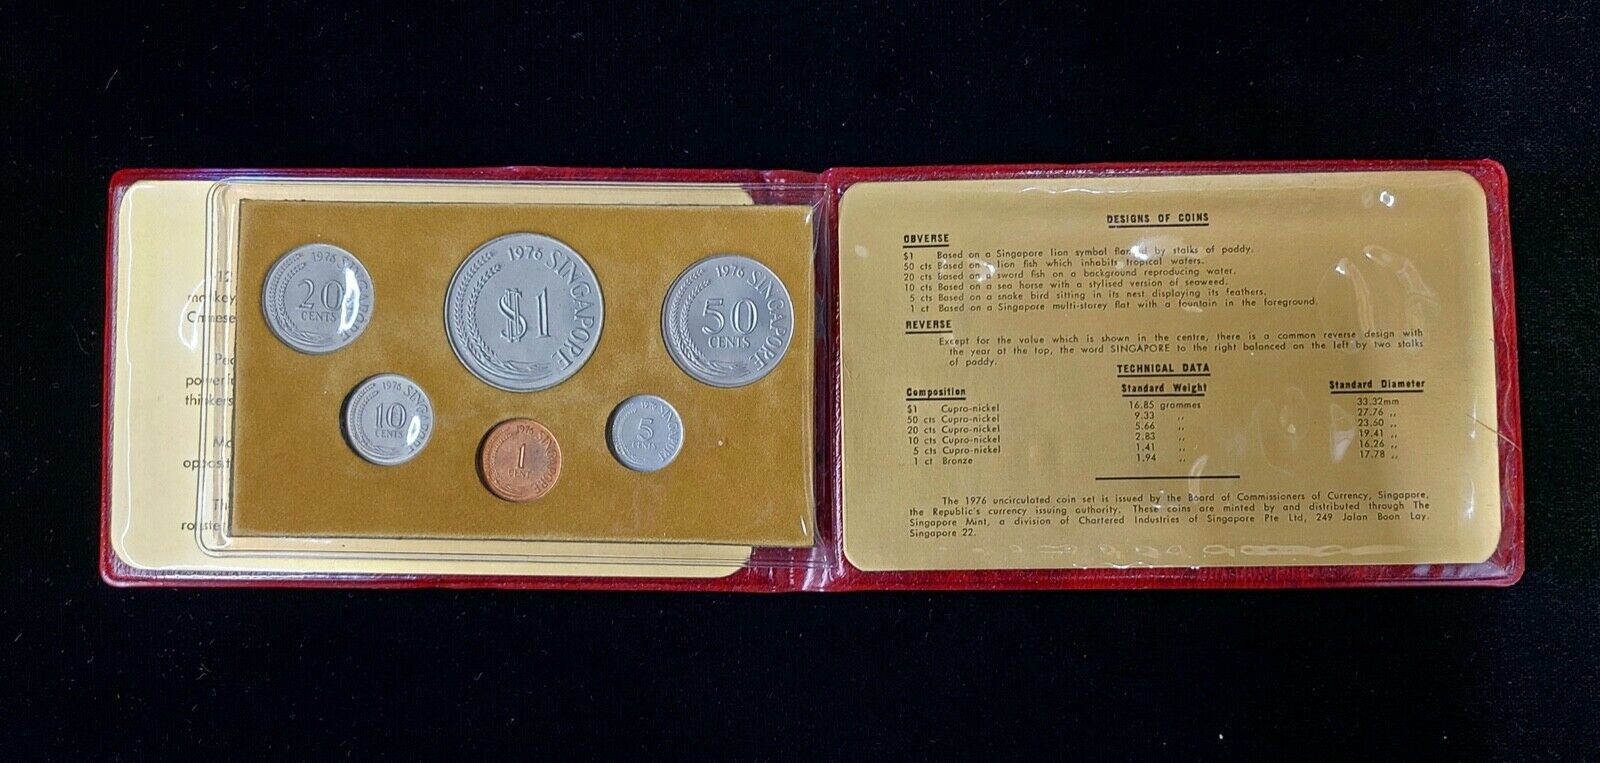 1976 SINGAPORE
20
CENTS
1976 SINGAPORE
$1
1976 SINGAPORE
50
CENTS
1976 SINGAPORE
10
CENTS
1976 SINGAPORE
1
CENT
1976 SINGAPORE
5
CENTS
-12
Chinese
thinkers
DESIGNS OF COINS
OBVERSE
$1 Based on a Singapore lion symbol by stalks of paddy.
50 cts Based on a lion fish which inhabits tropical waters.
20 cts Based on a sword fish on a background reproducing water.
10 cts Based on a sea horse with a stylised version of seaweed.
5 cts Based on a snake bird sitting in its nest displaying its feathers.
1 ct Based on a Singapore multi-storey flat with a fountain in the foreground.
REVERSE
Except for the value which is shown in the centre, there is a common reverse design with
the year at the top, the word SINGAPORE to the right balanced on the left by two stalks
of paddy.
TECHNICAL DATA
Composition Standard Weight Standard Diameter
$1 Cupro-nickel 16.85 grammes 33.32mm
50 cts Cupro-nickel 9.33 ,, 27.76 ,,
20 cts Cupro-nickel 5.66 ,, 23.60 ,,
10 cts Cupro-nickel 2.83 ,, 19.41 ,,
5 cts Cupro-nickel 1.41 ,, 16.26 ,,
1 ct Bronze 1.94 ,, 17.78 ,,
The 1976 uncirculated coin set is issued by the Board of Commissioners of Currency, Singapore,
the Republic's currency issuing authority. These coins are minted by and distributed through The
Singapore Mint, a division of Chartered Industries of Singapore Pte Ltd, 249 Jalan Boon Lay.
Singapore 22.